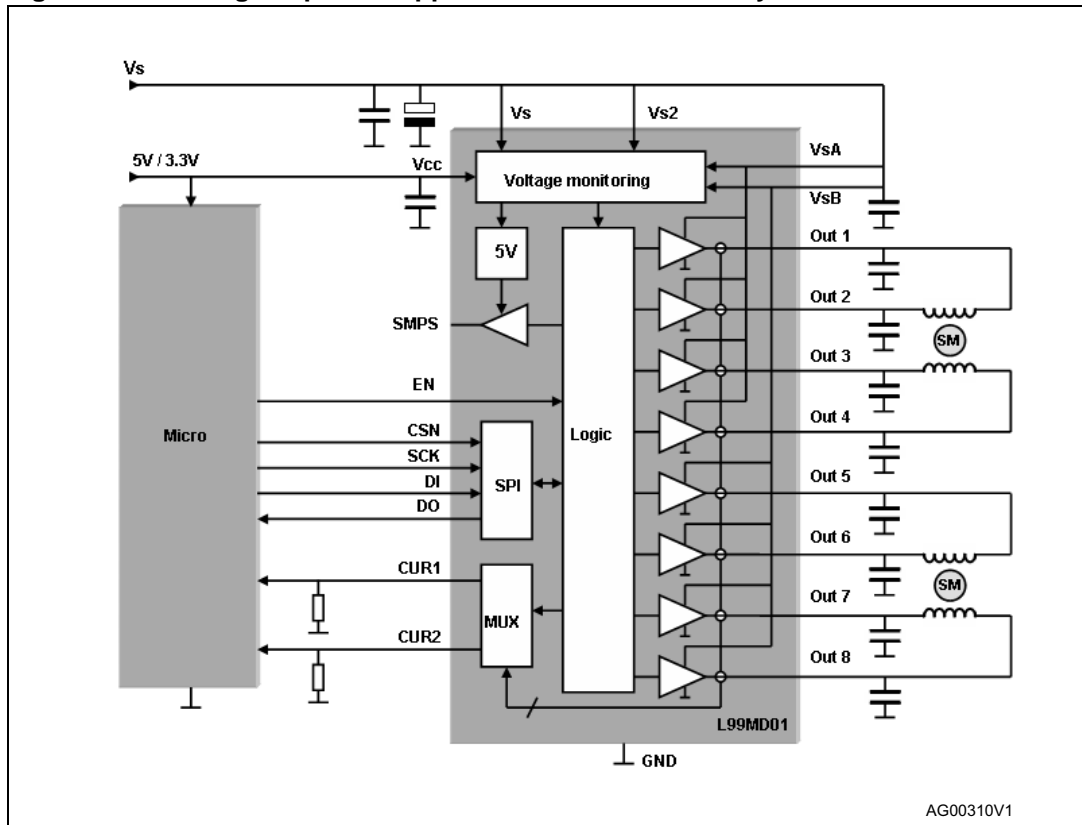 Vs
Vs
Vs2
5V / 3.3V
Vcc
Voltage monitoring
VsA
VsB
5V
SMPS
Out 1
Out 2
SM
Out 3
EN
Micro
Logic
Out 4
CSN
SCK
SPI
DI
DO
Out 5
Out 6
SM
CUR1
MUX
Out 7
CUR2
Out 8
L99MD01
GND
AG00310V1